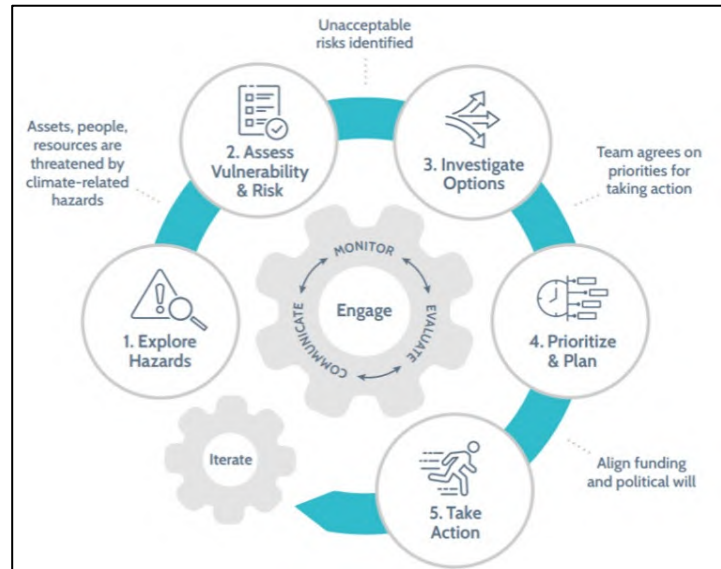 Unacceptable
risks identified
Assets, people,
resources are
threatened by
climate-related
hazards
2. Assess
Vulnerability
& Risk
3. Investigate
Options
Team agrees on
priorities for
taking action
MONITOR
EVALUATE
COMMUNICATE
Engage
1. Explore
Hazards
4. Prioritize
& Plan
Iterate
Align funding
and political will
5. Take
Action